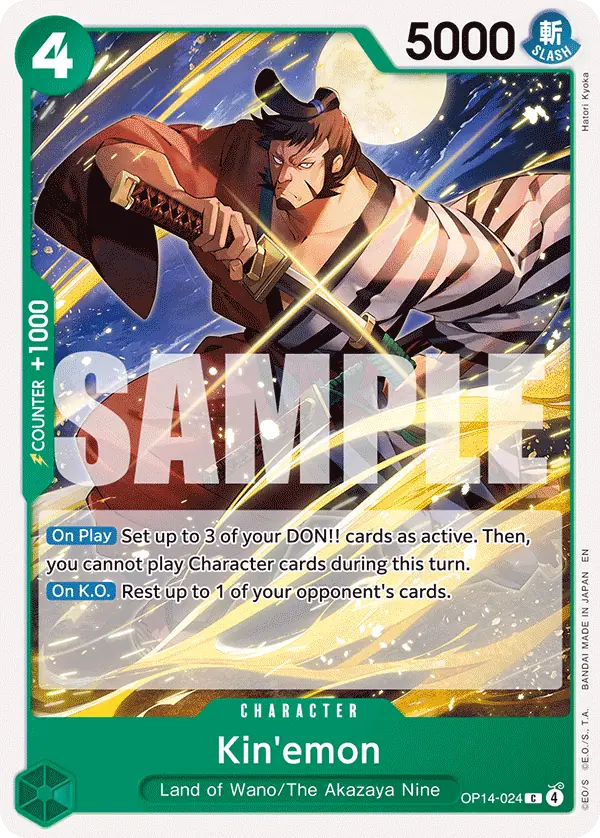 4
5000
斬
SLASH
Hatori Kyoka
COUNTER +1000
SAMPLE
On Play Set up to 3 of your DON!! cards as active. Then,
you cannot play Character cards during this turn.
On K.O. Rest up to 1 of your opponent's cards.
CHARACTER
Kin'emon
Land of Wano/The Akazaya Nine
OP14-024 C 4
©E.O/S ©E.O./S., T.A. BANDAI MADE IN JAPAN EN